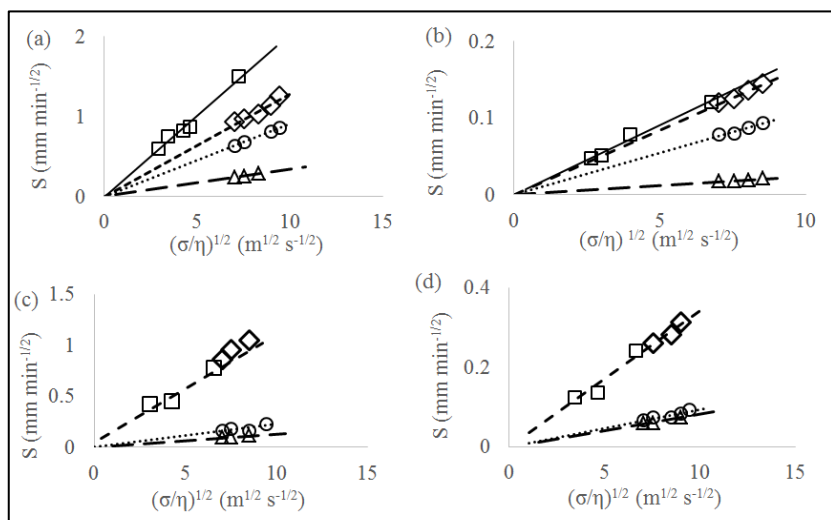 (a)
2
1
0
S (mm min-1/2)
0 5 10 15
(σ/η)1/2 (m1/2 s-1/2)
(b)
0.2
0.1
0
S (mm min-1/2)
0 5 10
(σ/η) 1/2 (m1/2 s-1/2)
(c)
1.5
1
0.5
0
S (mm min-1/2)
0 5 10 15
(σ/η)1/2 (m1/2 s-1/2)
(d)
0.4
0.2
0
S (mm min-1/2)
0 5 10 15
(σ/η)1/2 (m1/2 s-1/2)